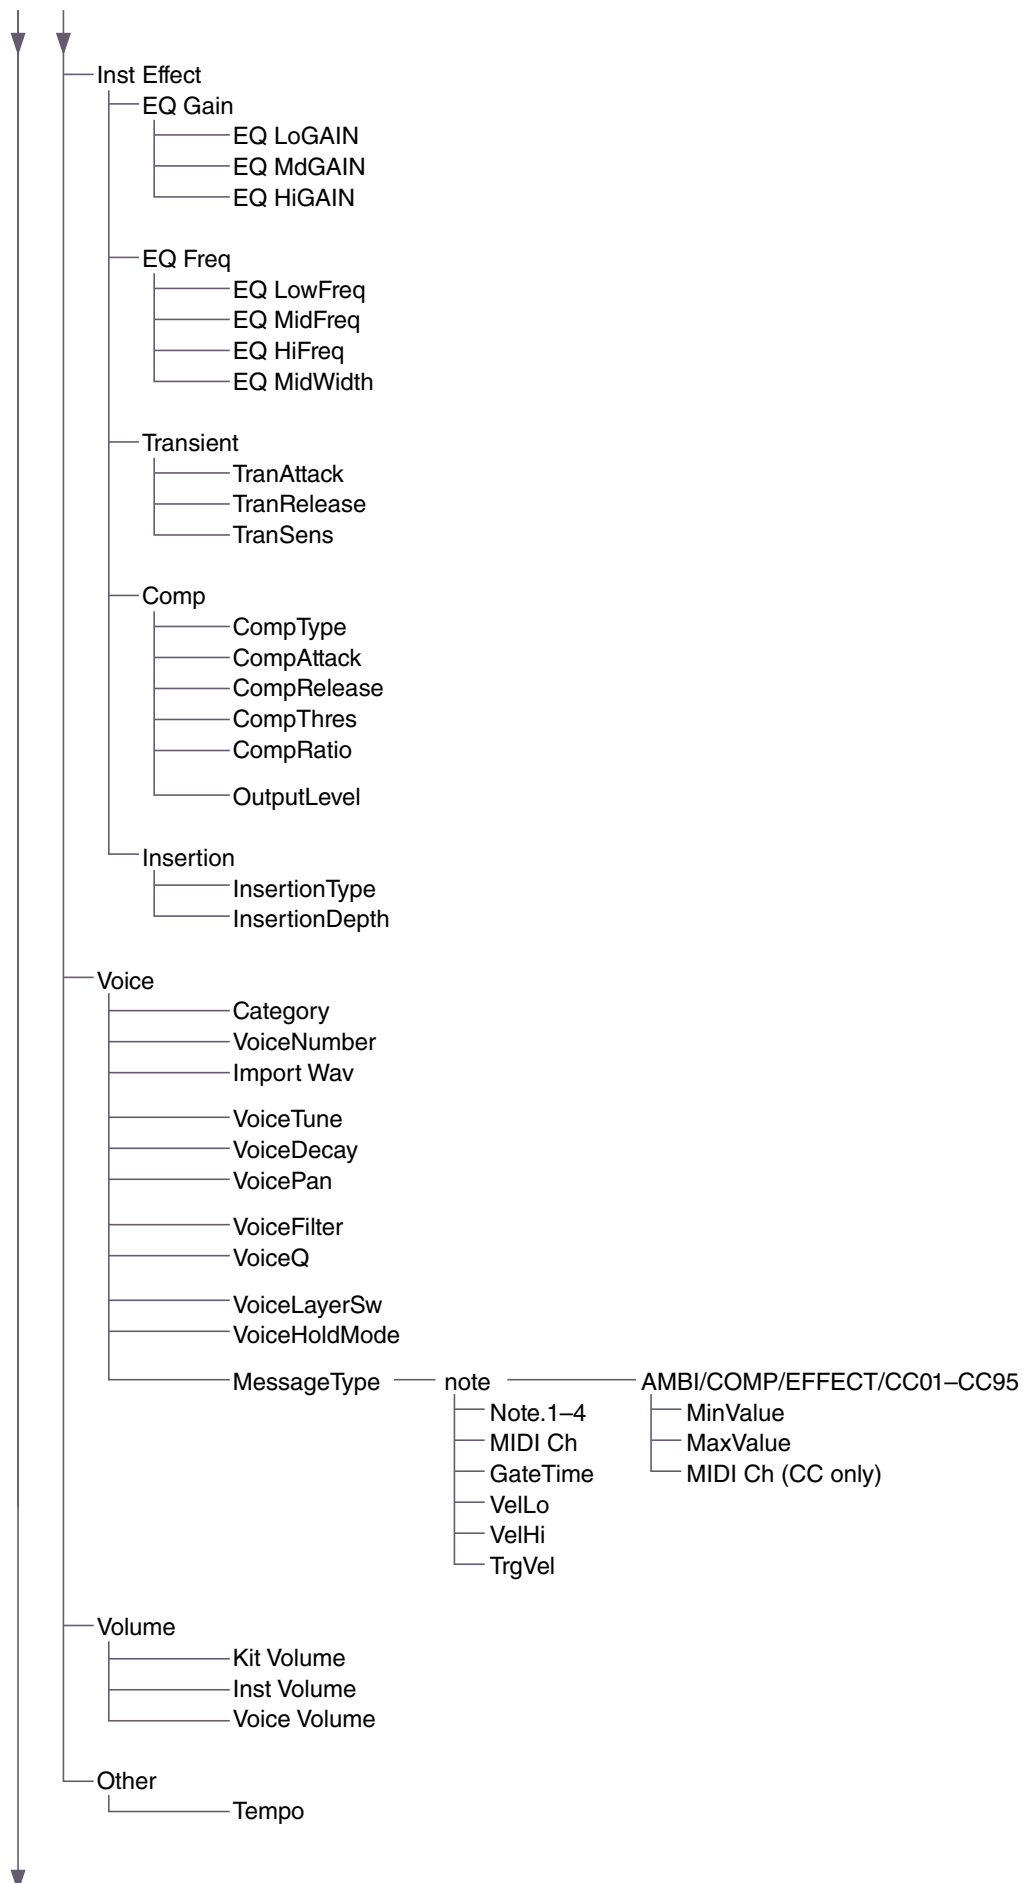 Inst Effect
EQ Gain
EQ LoGAIN
EQ MdGAIN
EQ HiGAIN
EQ Freq
EQ LowFreq
EQ MidFreq
EQ HiFreq
EQ MidWidth
Transient
TranAttack
TranRelease
TranSens
Comp
CompType
CompAttack
CompRelease
CompThres
CompRatio
OutputLevel
Insertion
InsertionType
InsertionDepth
Voice
Category
VoiceNumber
Import Wav
VoiceTune
VoiceDecay
VoicePan
VoiceFilter
VoiceQ
VoiceLayerSw
VoiceHoldMode
MessageType note AMBI/COMP/EFFECT/CC01–CC95
Note.1–4 MinValue
MIDI Ch MaxValue
GateTime MIDI Ch (CC only)
VelLo
VelHi
TrgVel
Volume
Kit Volume
Inst Volume
Voice Volume
Other
Tempo